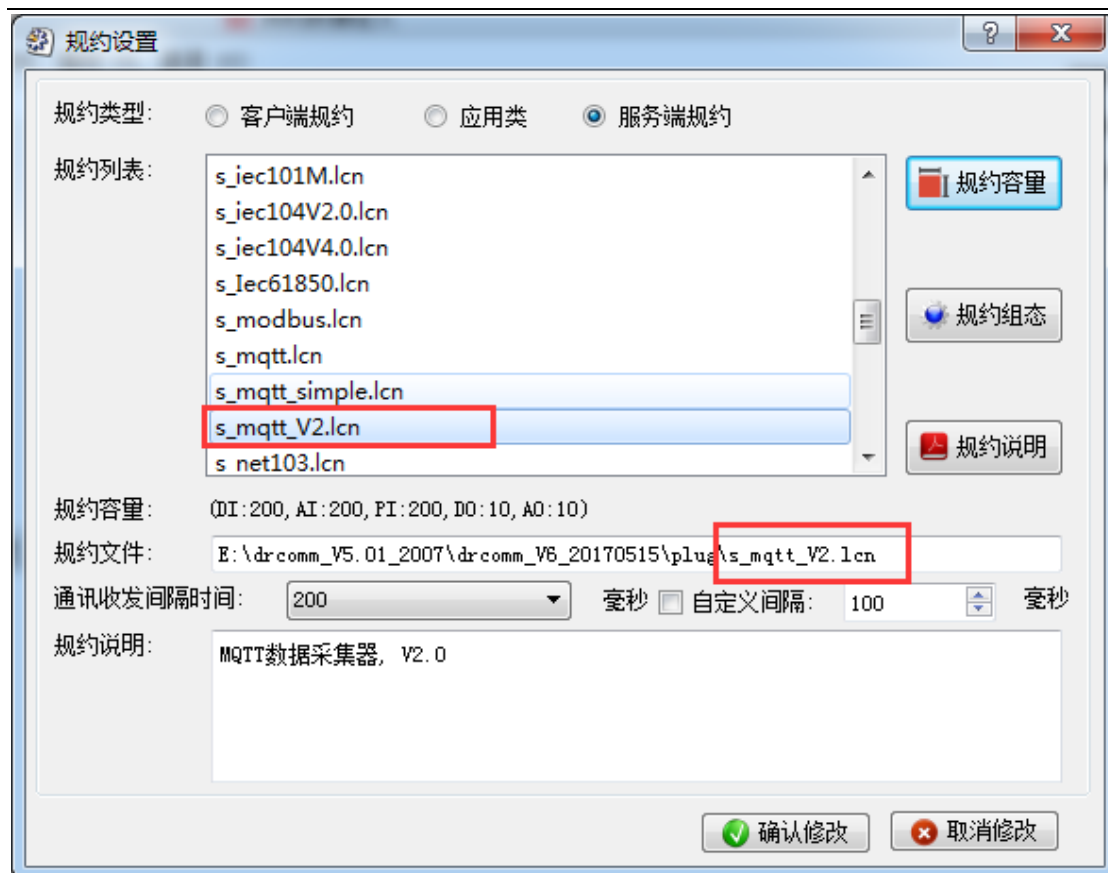 规约设置
规约类型: 客户端规约 应用类 服务端规约
规约列表:
s_iec101M.lcn
s_iec104V2.0.lcn
s_iec104V4.0.lcn
s_Iec61850.lcn
s_modbus.lcn
s_mqtt.lcn
s_mqtt_simple.lcn
s_mqtt_V2.lcn
s_net103.lcn
规约容量
规约组态
规约说明
规约容量: (DI:200,AI:200,PI:200,DO:10,AO:10)
规约文件: E:\drcomm_V5.01_2007\drcomm_V6_20170515\plug\s_mqtt_V2.lcn
通讯收发间隔时间: 200 毫秒 自定义间隔: 100 毫秒
规约说明: MQTT数据采集器, V2.0
确认修改 取消修改